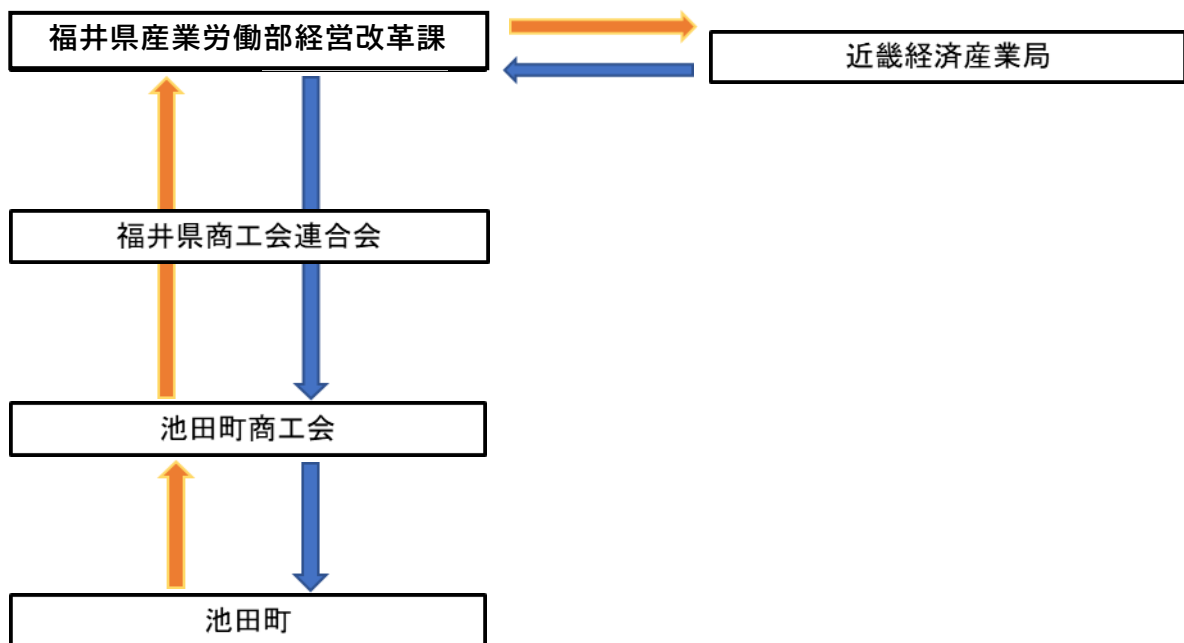 福井県産業労働部経営改革課
近畿経済産業局
福井県商工会連合会
池田町商工会
池田町